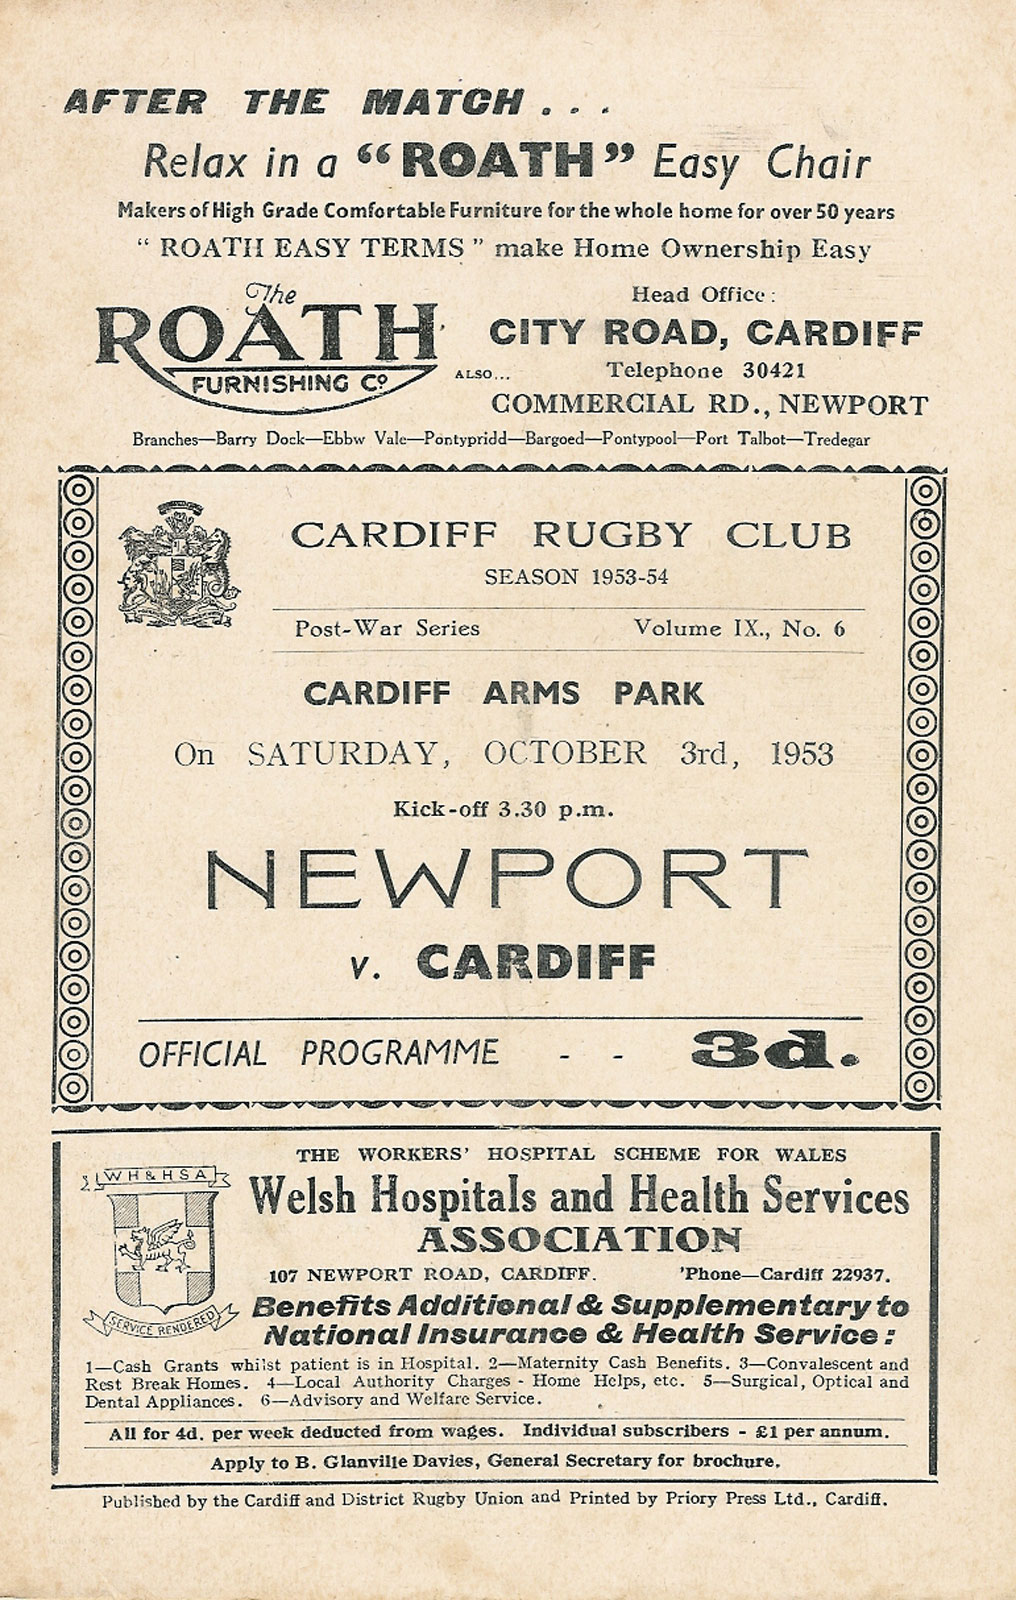 AFTER THE MATCH . . .
Relax in a "ROATH" Easy Chair
Makers of High Grade Comfortable Furniture for the whole home for over 50 years
"ROATH EASY TERMS" make Home Ownership Easy
The
ROATH
FURNISHING Co
ALSO...
Head Office:
CITY ROAD, CARDIFF
Telephone 30421
COMMERCIAL RD., NEWPORT
Branches—Barry Dock—Ebbw Vale—Pontypridd—Bargoed—Pontypool—Port Talbot—Tredegar
CARDIFF RUGBY CLUB
SEASON 1953-54
Post-War Series Volume IX., No. 6
CARDIFF ARMS PARK
On SATURDAY, OCTOBER 3rd, 1953
Kick-off 3.30 p.m.
NEWPORT
v. CARDIFF
OFFICIAL PROGRAMME - - 3d.
WH&HSA
SERVICE RENDERED
THE WORKERS' HOSPITAL SCHEME FOR WALES
Welsh Hospitals and Health Services
ASSOCIATION
107 NEWPORT ROAD, CARDIFF. 'Phone—Cardiff 22937.
Benefits Additional & Supplementary to
National Insurance & Health Service:
1—Cash Grants whilst patient is in Hospital. 2—Maternity Cash Benefits. 3—Convalescent and
Rest Break Homes. 4—Local Authority Charges - Home Helps, etc. 5—Surgical, Optical and
Dental Appliances. 6—Advisory and Welfare Service.
All for 4d. per week deducted from wages. Individual subscribers - £1 per annum.
Apply to B. Glanville Davies, General Secretary for brochure.
Published by the Cardiff and District Rugby Union and Printed by Priory Press Ltd., Cardiff.